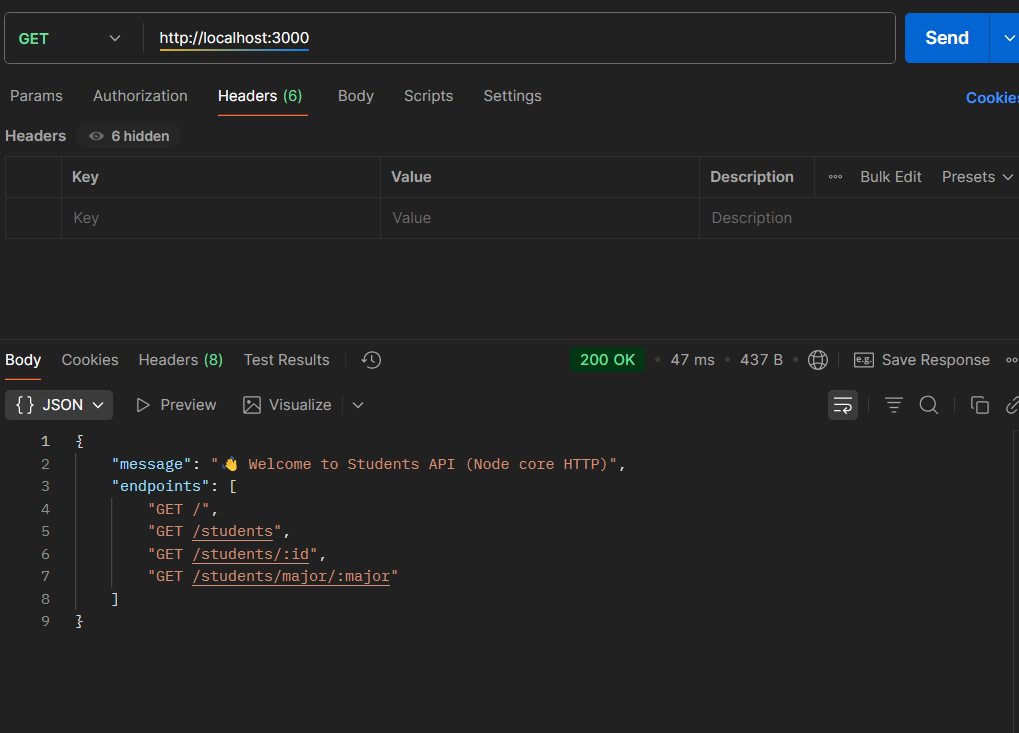 GET http://localhost:3000 Send
Params Authorization Headers (6) Body Scripts Settings Cookies
Headers 6 hidden
Key Value Description Bulk Edit Presets
Key Value Description
Body Cookies Headers (8) Test Results 200 OK • 47 ms • 437 B • e.g. Save Response
{} JSON Preview Visualize
1 {
2 "message": "👋 Welcome to Students API (Node core HTTP)",
3 "endpoints": [
4 "GET /",
5 "GET /students",
6 "GET /students/:id",
7 "GET /students/major/:major"
8 ]
9 }